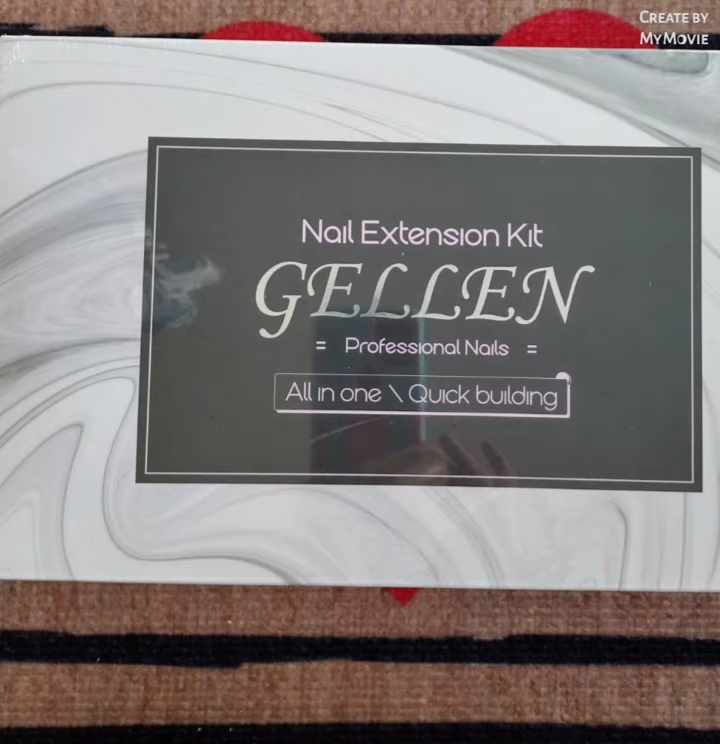 CREATE BY
MYMOVIE
Nail Extension Kit
GELLEN
= Professional Nails =
All in one \ Quick building